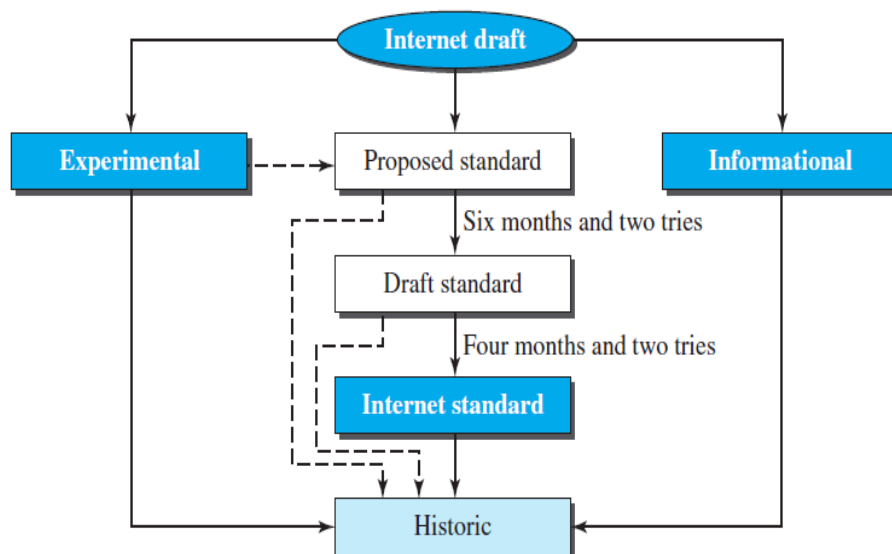 Internet draft
Experimental
Proposed standard
Informational
Six months and two tries
Draft standard
Four months and two tries
Internet standard
Historic